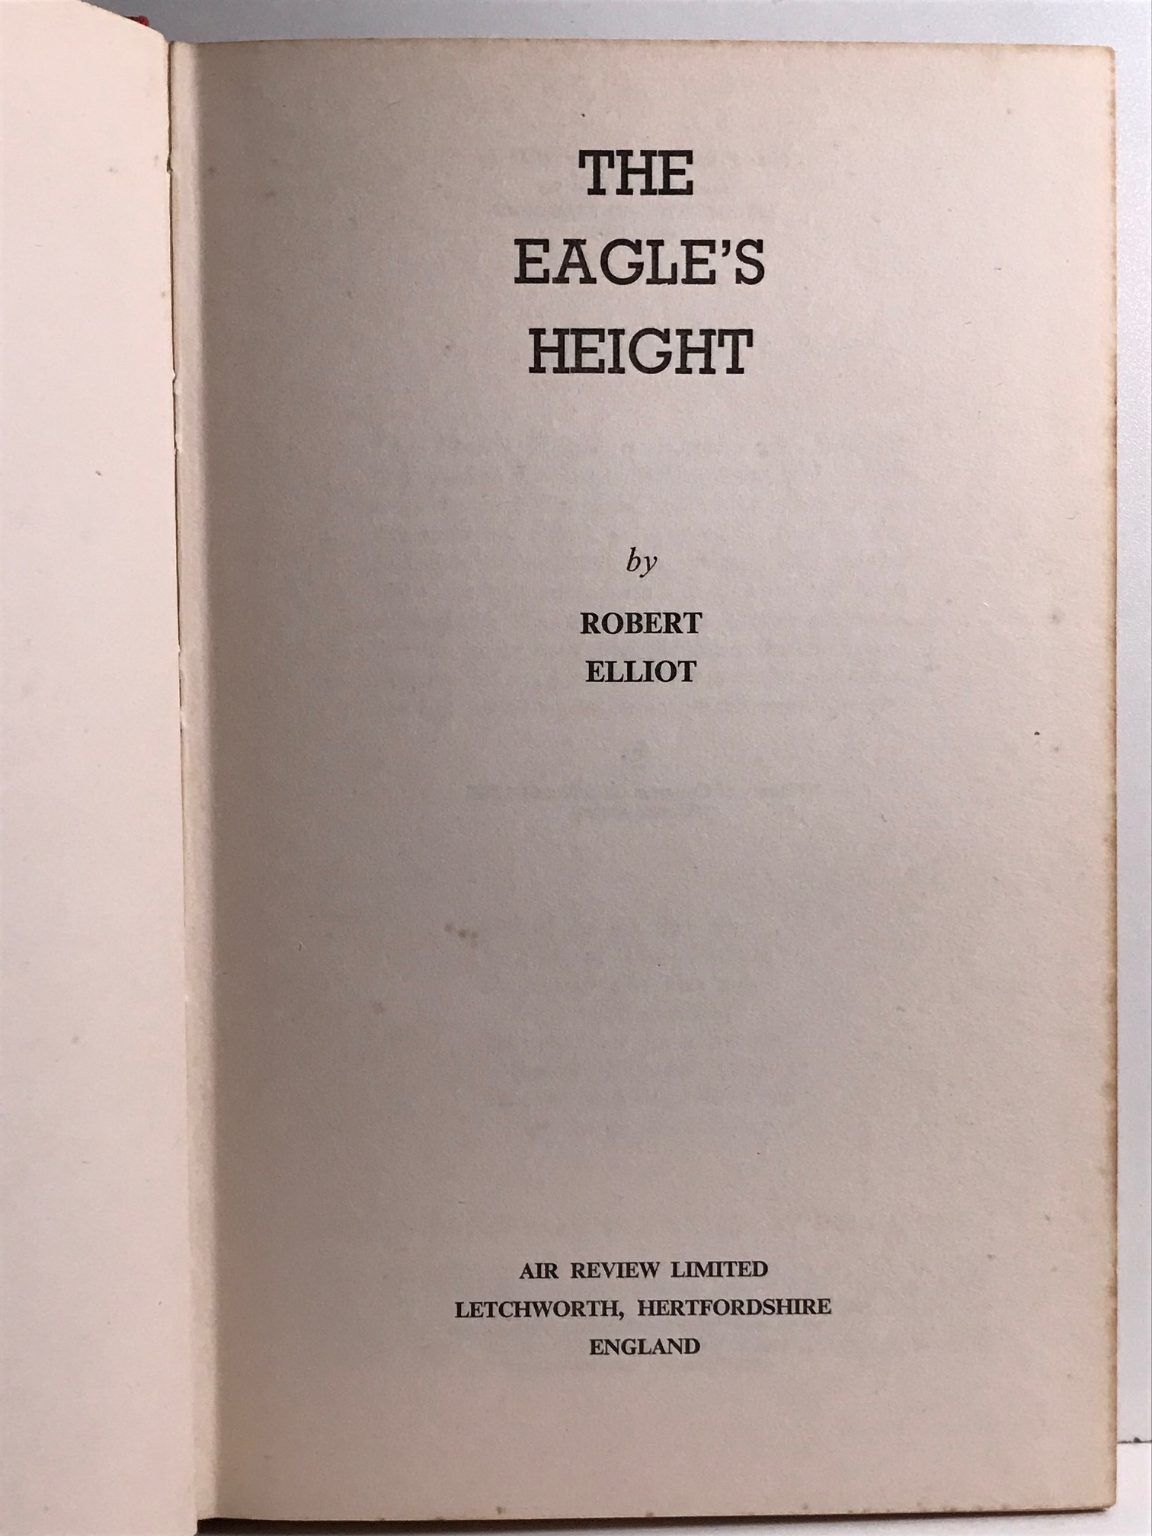 THE
EAGLE'S
HEIGHT
by
ROBERT
ELLIOT
AIR REVIEW LIMITED
LETCHWORTH, HERTFORDSHIRE
ENGLAND